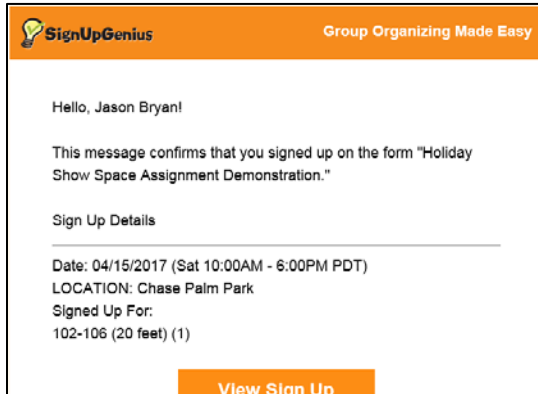 SignUpGenius Group Organizing Made Easy
Hello, Jason Bryan!
This message confirms that you signed up on the form "Holiday
Show Space Assignment Demonstration."
Sign Up Details
Date: 04/15/2017 (Sat 10:00AM - 6:00PM PDT)
LOCATION: Chase Palm Park
Signed Up For:
102-106 (20 feet) (1)
View Sign Up